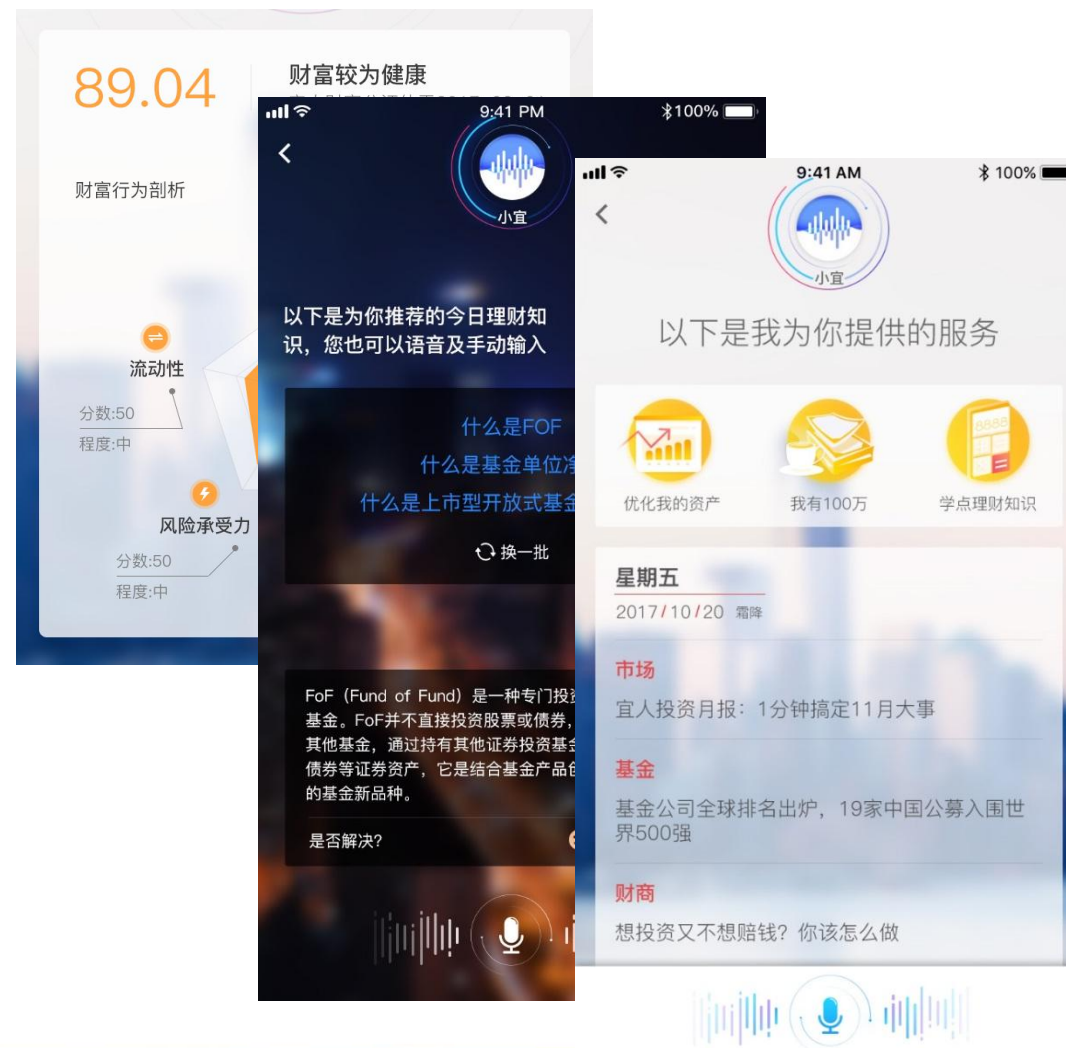 89.04
财富较为健康
财富行为剖析
流动性
分数:50
程度:中
风险承受力
分数:50
程度:中
9:41 PM
100%
小宜
以下是为你推荐的今日理财知
识，您也可以语音及手动输入
什么是FOF
什么是基金单位净
什么是上市型开放式基金
换一批
FoF（Fund of Fund）是一种专门投资
基金。FoF并不直接投资股票或债券，
其他基金，通过持有其他证券投资基金
债券等证券资产，它是结合基金产品创
的基金新品种。
是否解决?
9:41 AM
100%
小宜
以下是我为你提供的服务
优化我的资产
我有100万
学点理财知识
星期五
2017/10/20 霜降
市场
宜人投资月报：1分钟搞定11月大事
基金
基金公司全球排名出炉，19家中国公募入围世
界500强
财商
想投资又不想赔钱？你该怎么做